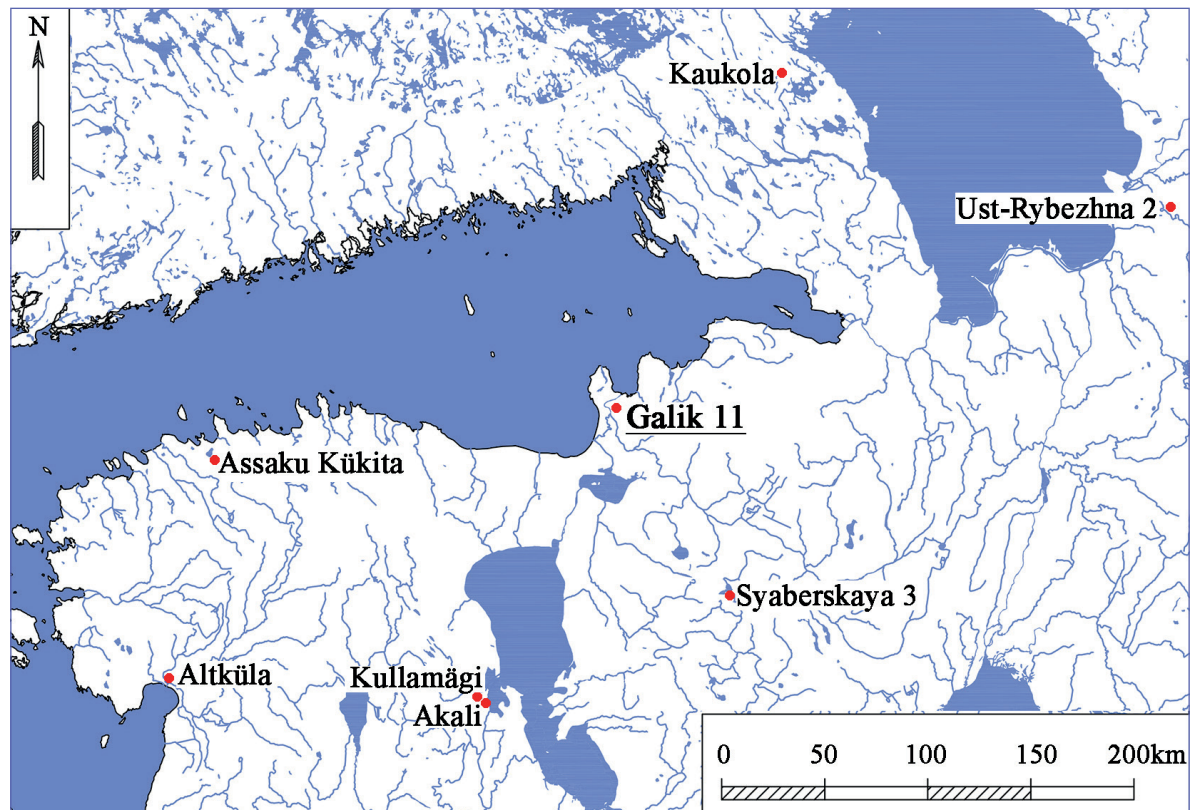 N
Kaukola
Ust-Rybezhna 2
Galik 11
Assaku Kükita
Syaberskaya 3
Altküla
Kullamägi
Akali
0 50 100 150 200km